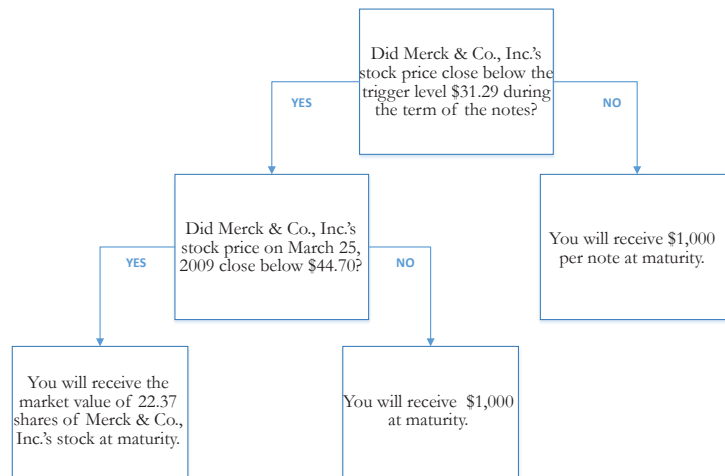 Did Merck & Co., Inc.'s
stock price close below the
trigger level $31.29 during
the term of the notes?
YES
NO
Did Merck & Co., Inc.'s
stock price on March 25,
2009 close below $44.70?
You will receive $1,000
per note at maturity.
YES
NO
You will receive the
market value of 22.37
shares of Merck & Co.,
Inc.'s stock at maturity.
You will receive $1,000
at maturity.